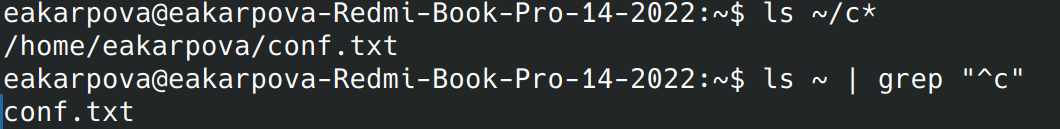 eakarpova@eakarpova-Redmi-Book-Pro-14-2022:~$ ls ~/c*
/home/eakarpova/conf.txt
eakarpova@eakarpova-Redmi-Book-Pro-14-2022:~$ ls ~ | grep "^c"
conf.txt